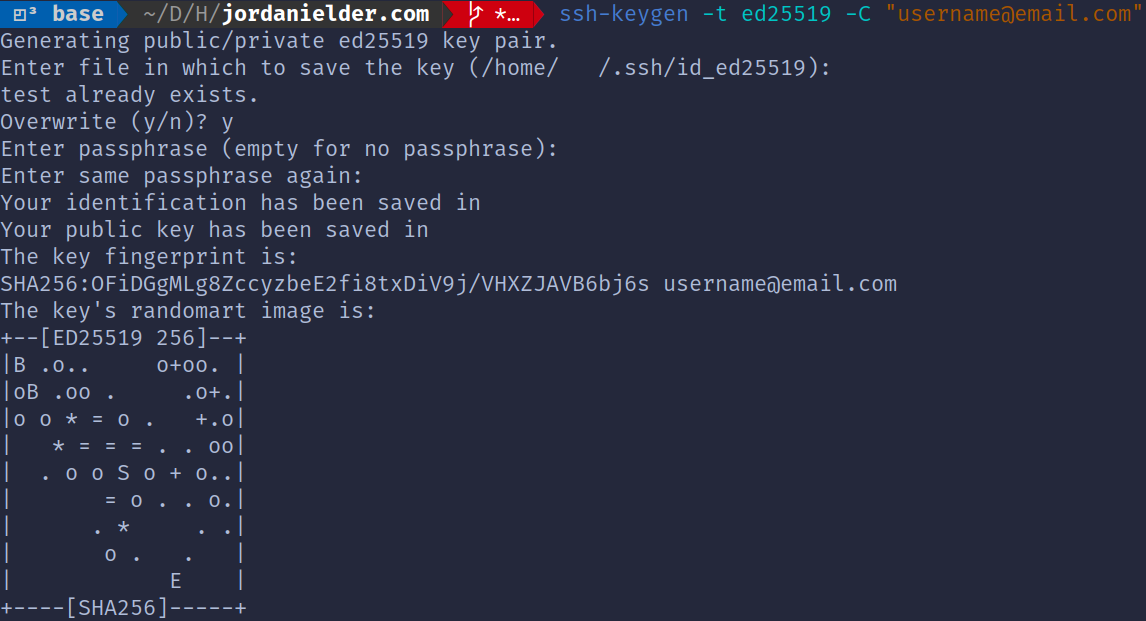 base ~/D/H/jordanielder.com *… ssh-keygen -t ed25519 -C "username@email.com"
Generating public/private ed25519 key pair.
Enter file in which to save the key (/home/   /.ssh/id_ed25519):
test already exists.
Overwrite (y/n)? y
Enter passphrase (empty for no passphrase):
Enter same passphrase again:
Your identification has been saved in
Your public key has been saved in
The key fingerprint is:
SHA256:OFiDGgMLg8ZccyzbeE2fi8txDiV9j/VHXZJAVB6bj6s username@email.com
The key's randomart image is:
+--[ED25519 256]--+
|B .o..     o+oo. |
|oB .oo .     .o+.|
|o o * = o .   +.o|
|   * = = = . . oo|
|  . o o S o + o..|
|       = o . . o.|
|      . *     . .|
|       o .   .   |
|            E    |
+----[SHA256]-----+